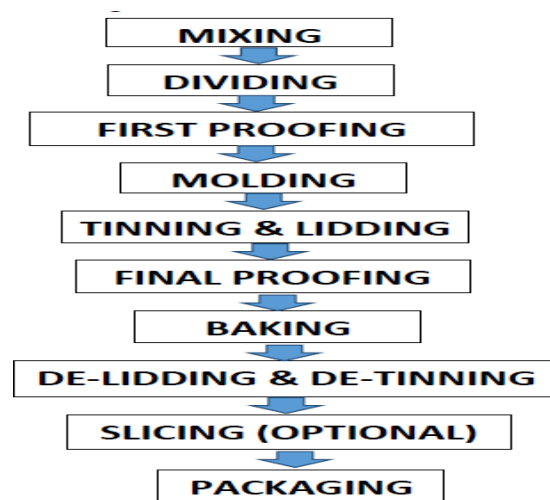 MIXING
DIVIDING
FIRST PROOFING
MOLDING
TINNING & LIDDING
FINAL PROOFING
BAKING
DE-LIDDING & DE-TINNING
SLICING (OPTIONAL)
PACKAGING